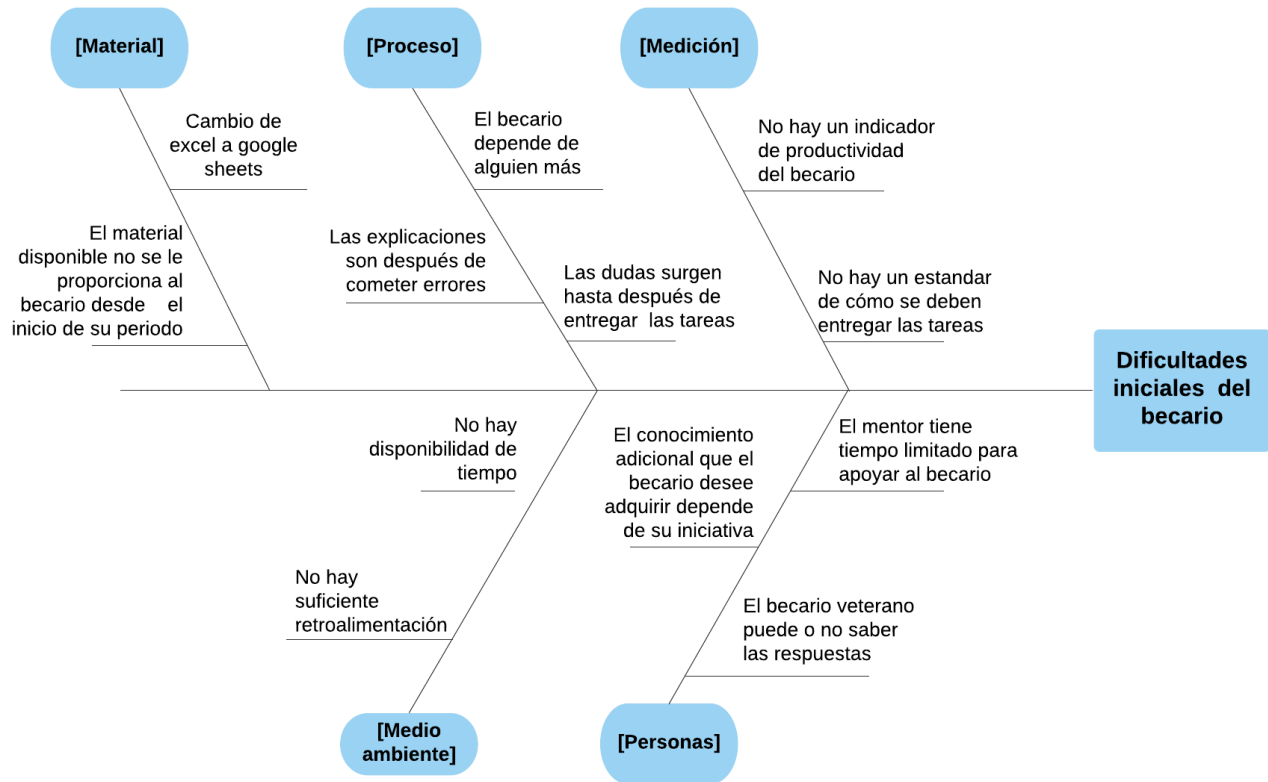 [Material]
[Proceso]
[Medición]
Cambio de
excel a google
sheets
El material
disponible no se le
proporciona al
becario desde el
inicio de su periodo
El becario
depende de
alguien más
Las explicaciones
son después de
cometer errores
Las dudas surgen
hasta después de
entregar las tareas
No hay un indicador
de productividad
del becario
No hay un estandar
de cómo se deben
entregar las tareas
Dificultades
iniciales del
becario
No hay
disponibilidad de
tiempo
No hay
suficiente
retroalimentación
El conocimiento
adicional que el
becario desee
adquirir depende
de su iniciativa
El mentor tiene
tiempo limitado para
apoyar al becario
El becario veterano
puede o no saber
las respuestas
[Medio
ambiente]
[Personas]